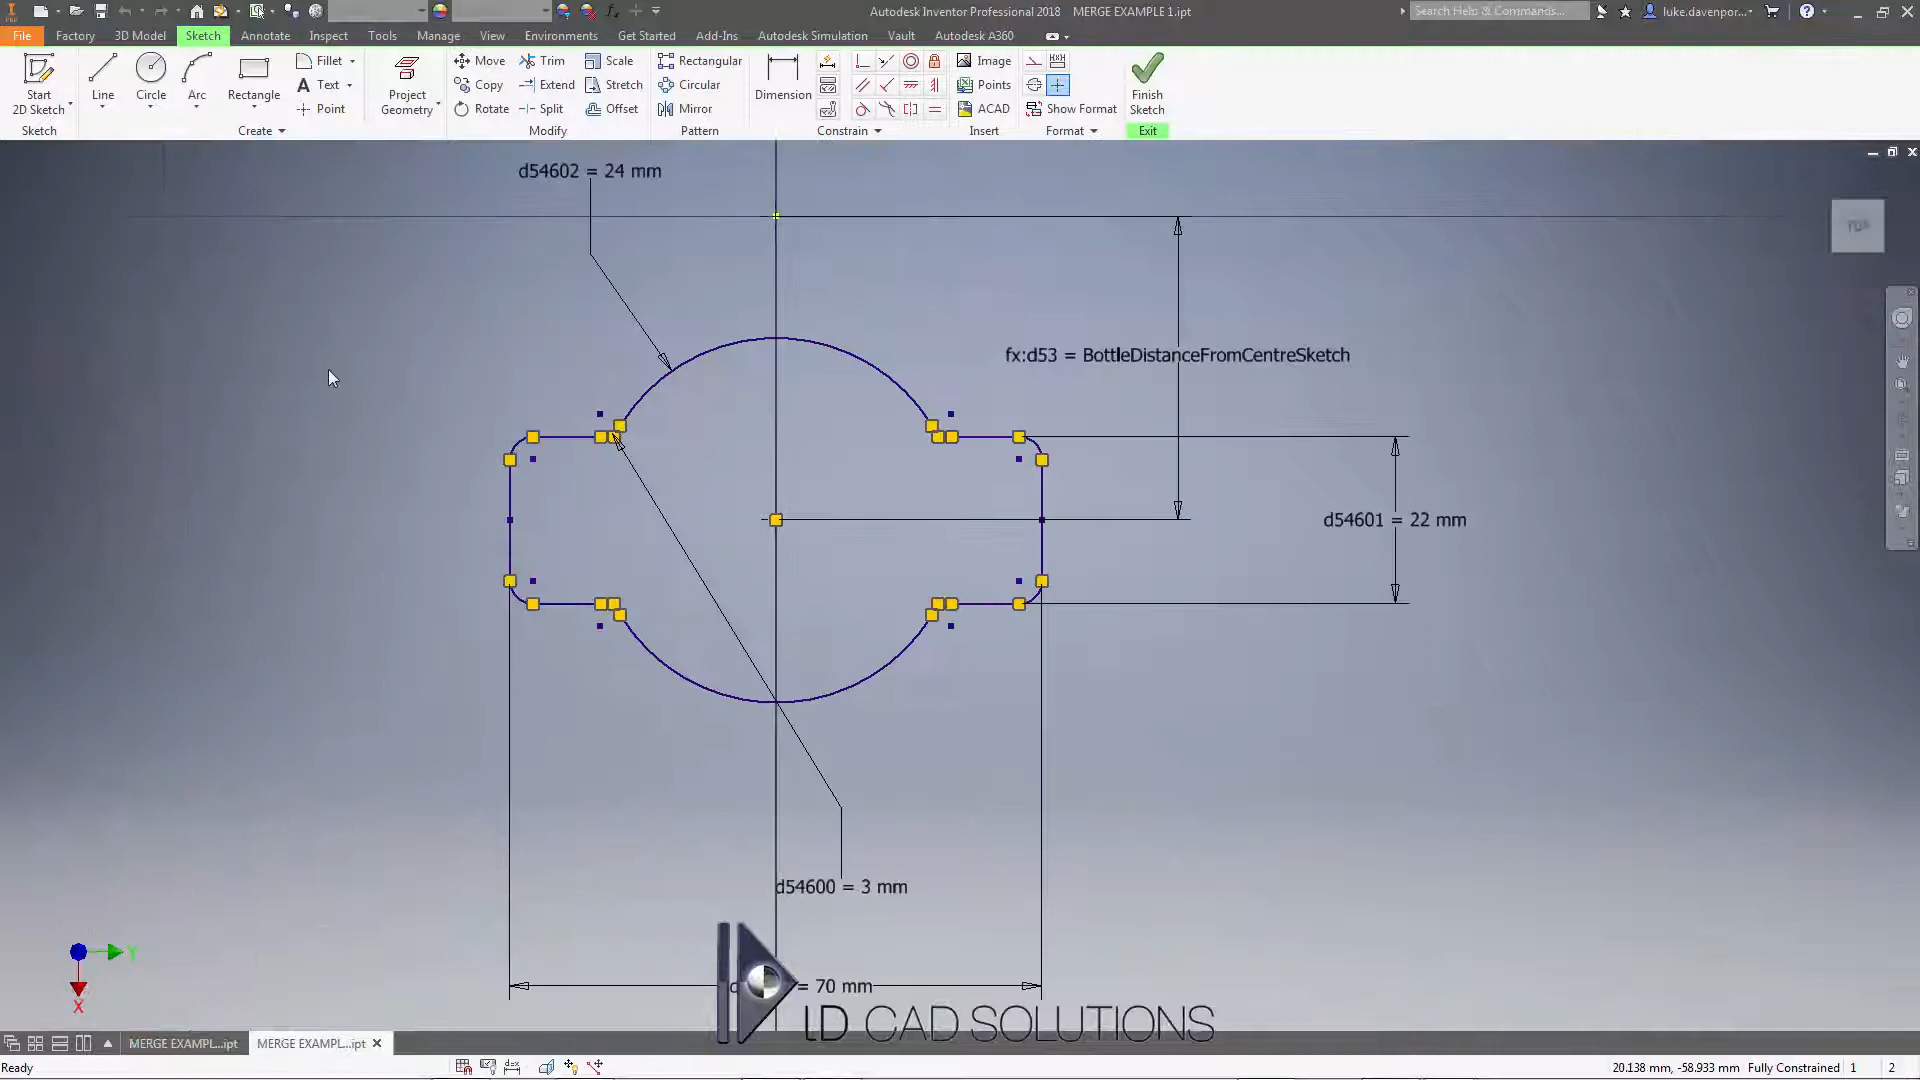 Autodesk Inventor Professional 2018 MERGE EXAMPLE 1.ipt
Search Help & Commands...
luke.davenpor...
File Factory 3D Model Sketch Annotate Inspect Tools Manage View Environments Get Started Add-Ins Autodesk Simulation Vault Autodesk A360
Start
2D Sketch
Line
Circle
Arc
Rectangle
Fillet
Text
Point
Project
Geometry
Move
Copy
Rotate
Trim
Extend
Split
Scale
Stretch
Offset
Rectangular
Circular
Mirror
Dimension
Image
Points
ACAD
Show Format
Finish
Sketch
Sketch Create Modify Pattern Constrain Insert Format Exit
d54602 = 24 mm
fx:d53 = BottleDistanceFromCentreSketch
d54601 = 22 mm
d54600 = 3 mm
= 70 mm
LD CAD SOLUTIONS
Y
X
MERGE EXAMPL...ipt
MERGE EXAMPL...ipt
Ready
20.138 mm, -58.933 mm Fully Constrained 1 2